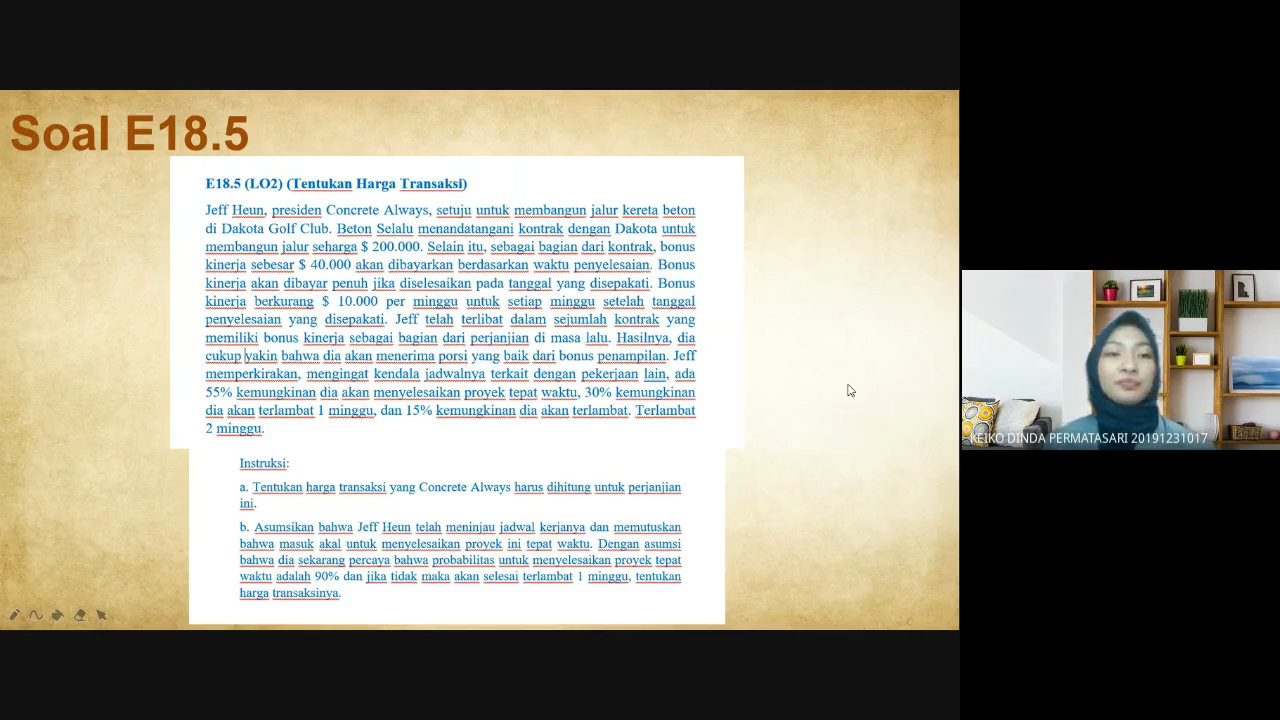 Soal E18.5
E18.5 (LO2) (Tentukan Harga Transaksi)
Jeff Heun, presiden Concrete Always, setuju untuk membangun jalur kereta beton
di Dakota Golf Club. Beton Selalu menandatangani kontrak dengan Dakota untuk
membangun jalur seharga $ 200.000. Selain itu, sebagai bagian dari kontrak, bonus
kinerja sebesar $ 40.000 akan dibayarkan berdasarkan waktu penyelesaian. Bonus
kinerja akan dibayar penuh jika diselesaikan pada tanggal yang disepakati. Bonus
kinerja berkurang $ 10.000 per minggu untuk setiap minggu setelah tanggal
penyelesaian yang disepakati. Jeff telah terlibat dalam sejumlah kontrak yang
memiliki bonus kinerja sebagai bagian dari perjanjian di masa lalu. Hasilnya, dia
cukup yakin bahwa dia akan menerima porsi yang baik dari bonus penampilan. Jeff
memperkirakan, mengingat kendala jadwalnya terkait dengan pekerjaan lain, ada
55% kemungkinan dia akan menyelesaikan proyek tepat waktu, 30% kemungkinan
dia akan terlambat 1 minggu, dan 15% kemungkinan dia akan terlambat. Terlambat
2 minggu.
Instruksi:
a. Tentukan harga transaksi yang Concrete Always harus dihitung untuk perjanjian
ini.
b. Asumsikan bahwa Jeff Heun telah meninjau jadwal kerjanya dan memutuskan
bahwa masuk akal untuk menyelesaikan proyek ini tepat waktu. Dengan asumsi
bahwa dia sekarang percaya bahwa probabilitas untuk menyelesaikan proyek tepat
waktu adalah 90% dan jika tidak maka akan selesai terlambat 1 minggu, tentukan
harga transaksinya.
KEIKO DINDA PERMATASARI 20191231017